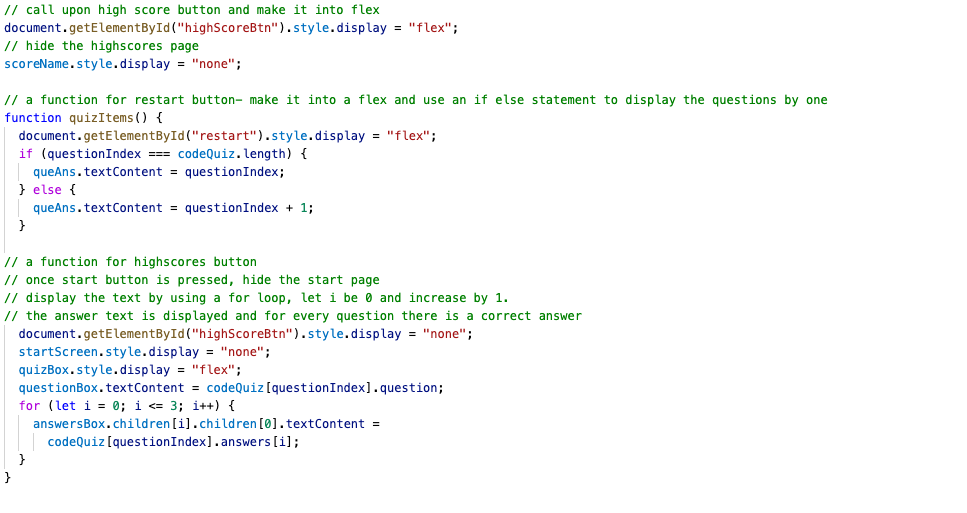 // call upon high score button and make it into flex
document.getElementById("highScoreBtn").style.display = "flex";
// hide the highscores page
scoreName.style.display = "none";
// a function for restart button– make it into a flex and use an if else statement to display the questions by one
function quizItems() {
document.getElementById("restart").style.display = "flex";
if (questionIndex === codeQuiz.length) {
queAns.textContent = questionIndex;
} else {
queAns.textContent = questionIndex + 1;
}
// a function for highscores button
// once start button is pressed, hide the start page
// display the text by using a for loop, let i be 0 and increase by 1.
// the answer text is displayed and for every question there is a correct answer
document.getElementById("highScoreBtn").style.display = "none";
startScreen.style.display = "none";
quizBox.style.display = "flex";
questionBox.textContent = codeQuiz[questionIndex].question;
for (let i = 0; i <= 3; i++) {
answersBox.children[i].children[0].textContent =
codeQuiz[questionIndex].answers[i];
}
}